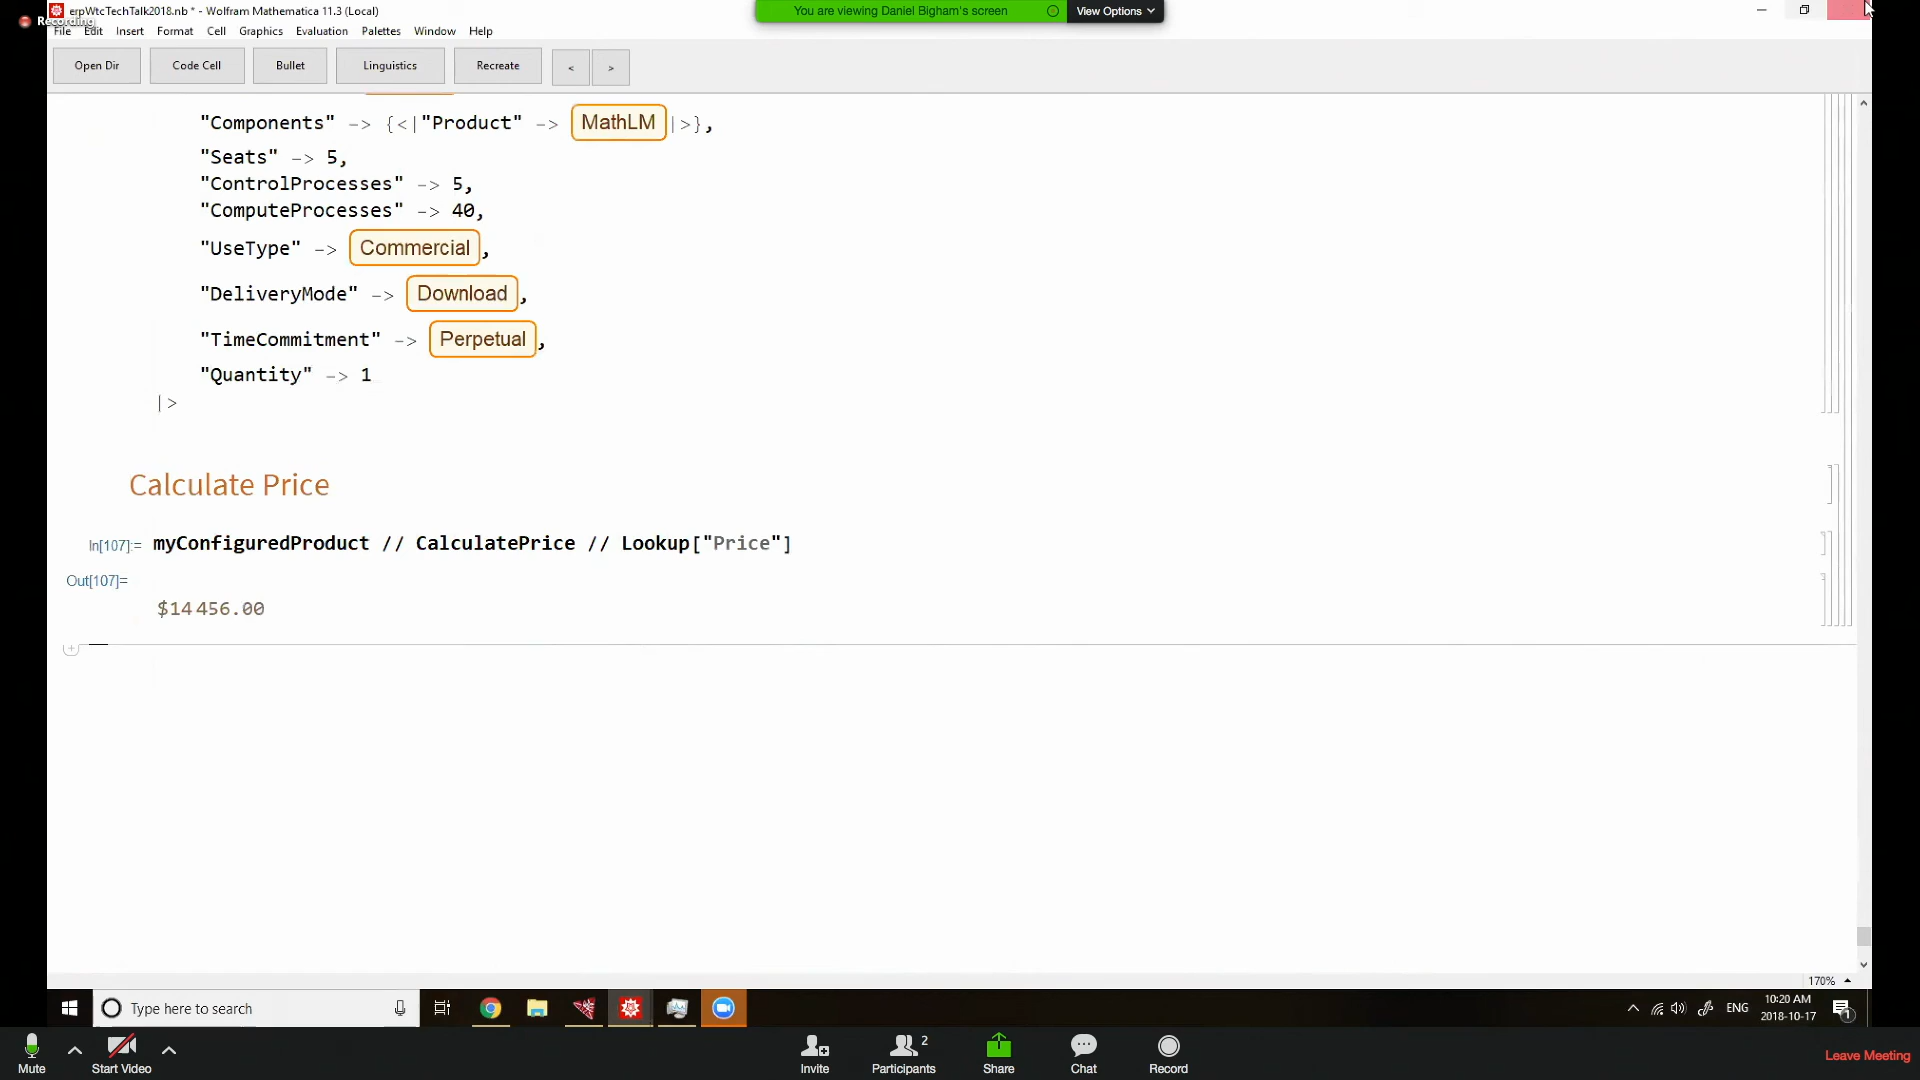 erpWtcTechTalk2018.nb * - Wolfram Mathematica 11.3 (Local)
You are viewing Daniel Bigham's screen
View Options
Recording
File Edit Insert Format Cell Graphics Evaluation Palettes Window Help
Open Dir Code Cell Bullet Linguistics Recreate < >
"Components" -> {<|"Product" -> MathLM |>},
"Seats" -> 5,
"ControlProcesses" -> 5,
"ComputeProcesses" -> 40,
"UseType" -> Commercial,
"DeliveryMode" -> Download,
"TimeCommitment" -> Perpetual,
"Quantity" -> 1
|>
Calculate Price
In[107]:= myConfiguredProduct // CalculatePrice // Lookup["Price"]
Out[107]=
$14 456.00
170%
Type here to search
ENG
10:20 AM
2018-10-17
1
Mute
Start Video
Invite
Participants 2
Share
Chat
Record
Leave Meeting